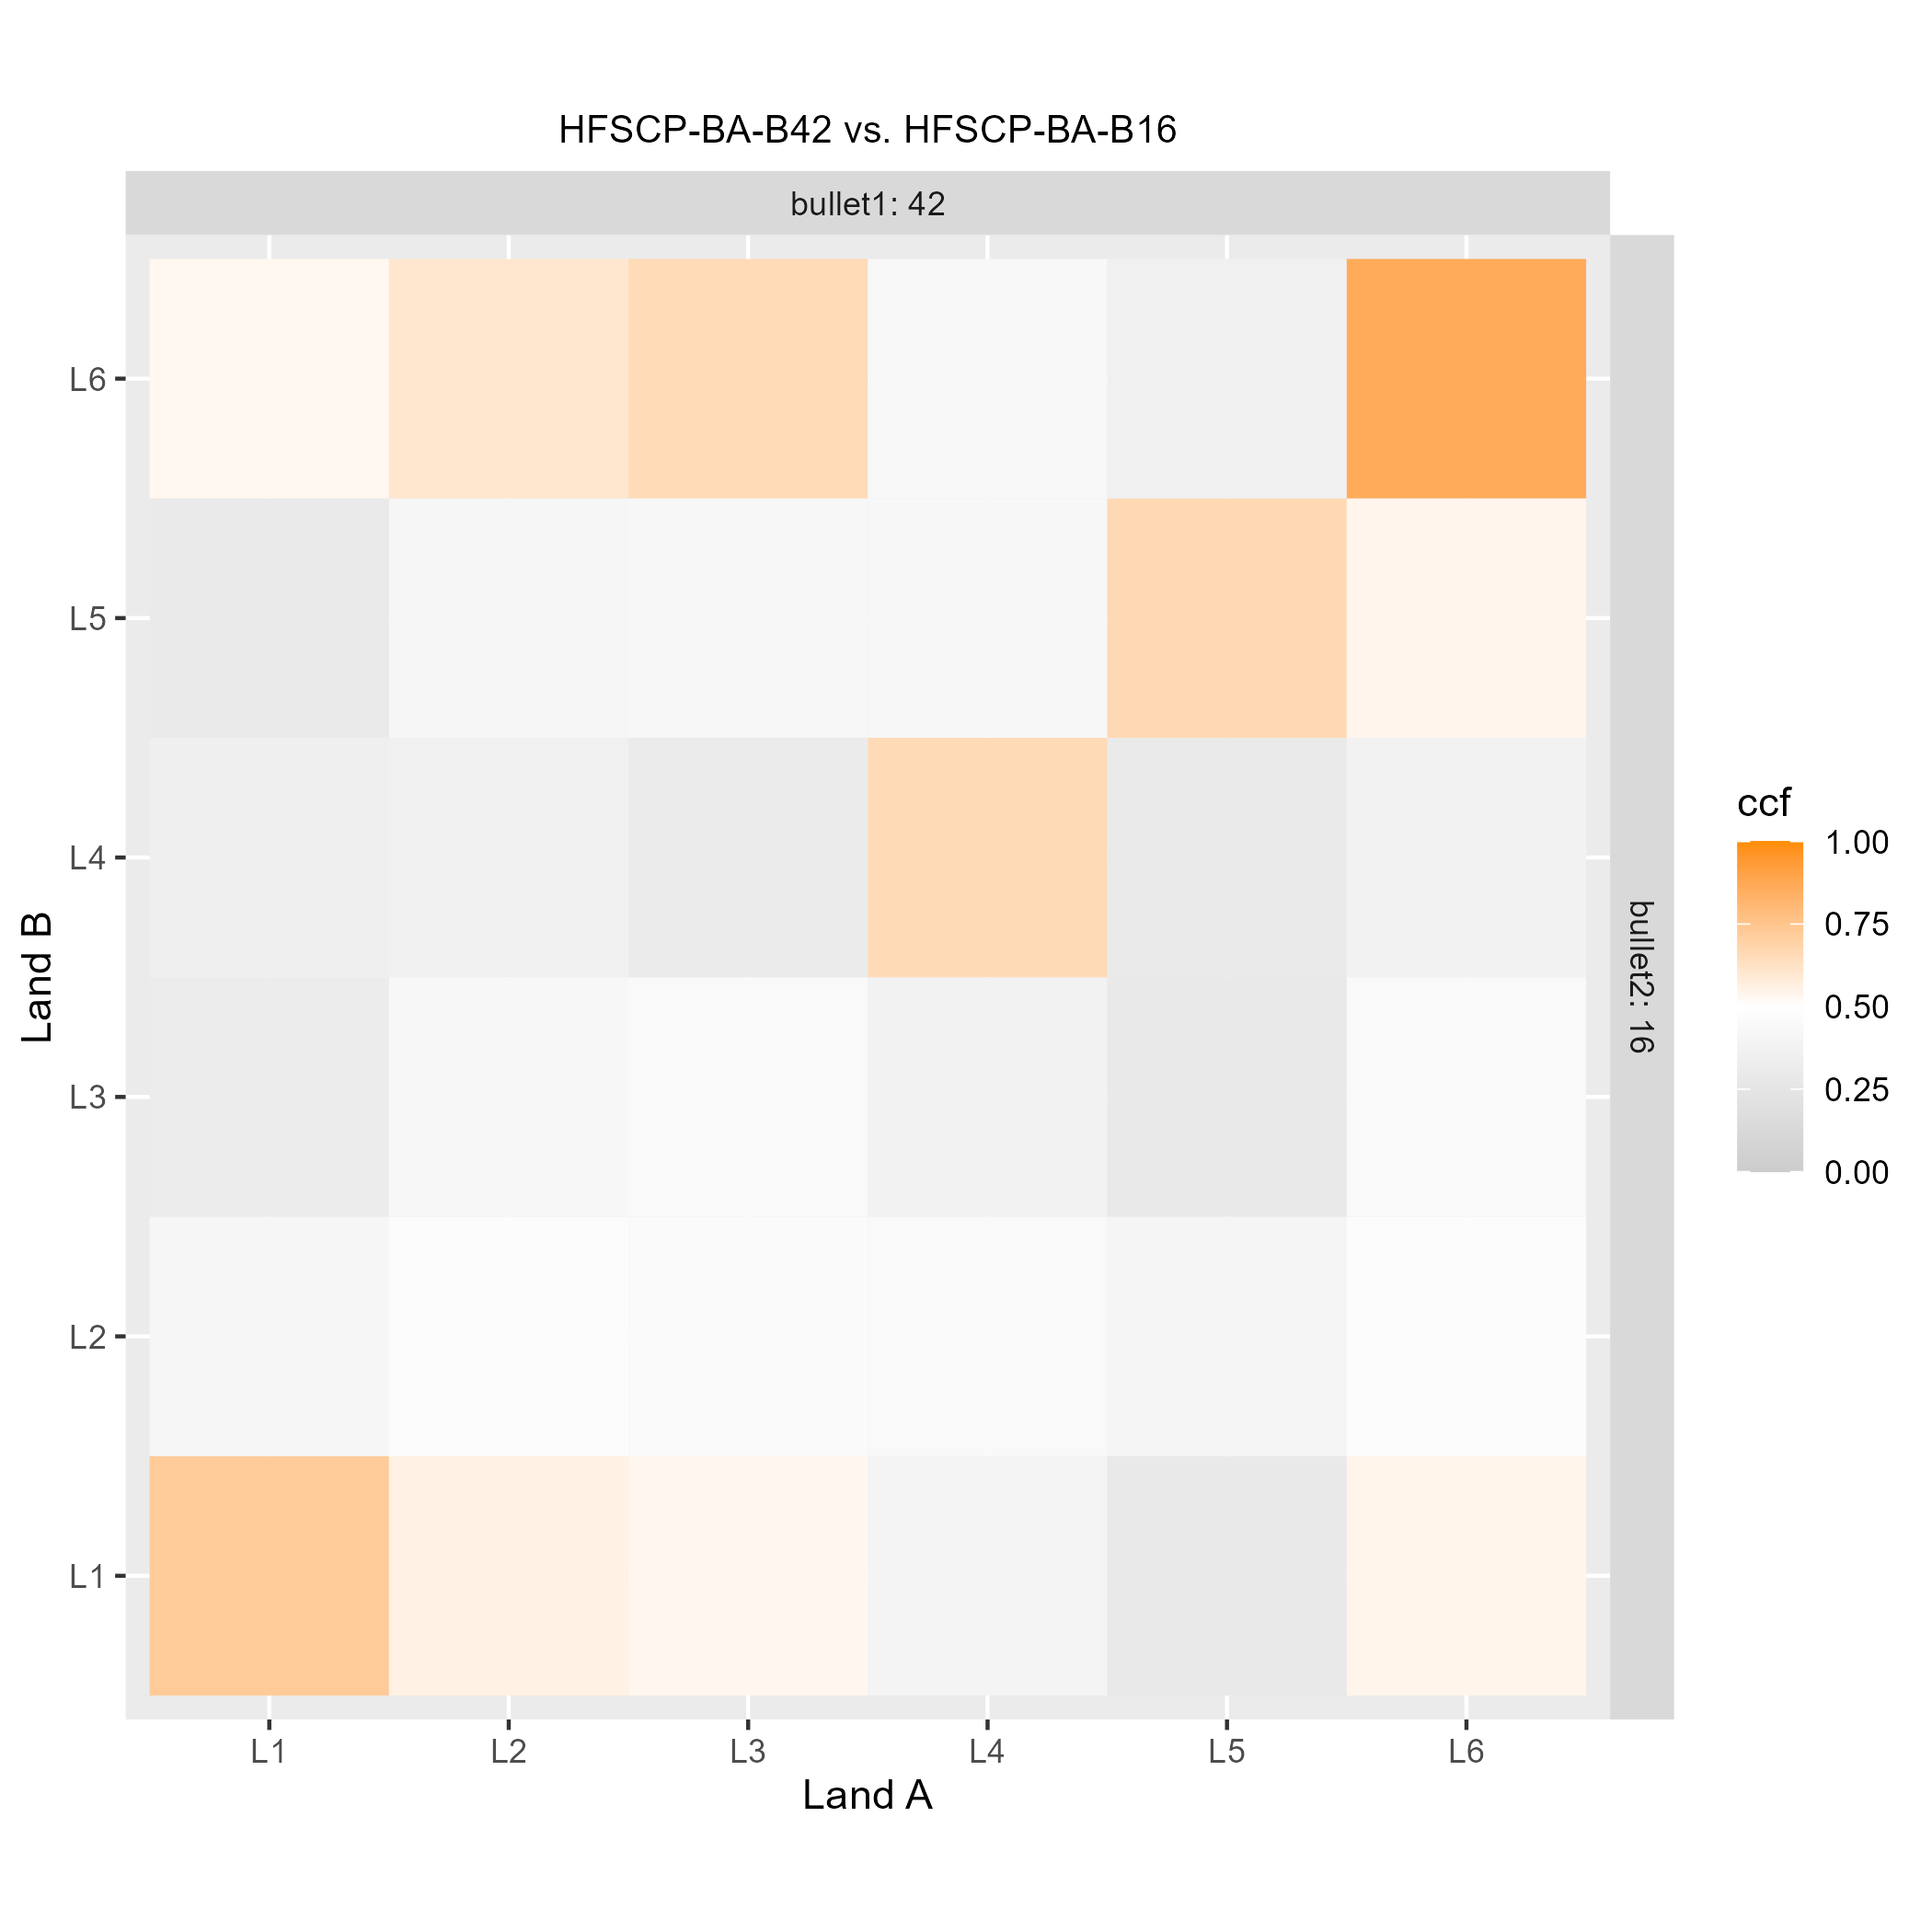 HFSCP-BA-B42 vs. HFSCP-BA-B16
bullet1: 42
L6
L5
L4
L3
L2
L1
Land B
bullet2: 16
L1 L2 L3 L4 L5 L6
Land A
ccf
1.00
0.75
0.50
0.25
0.00